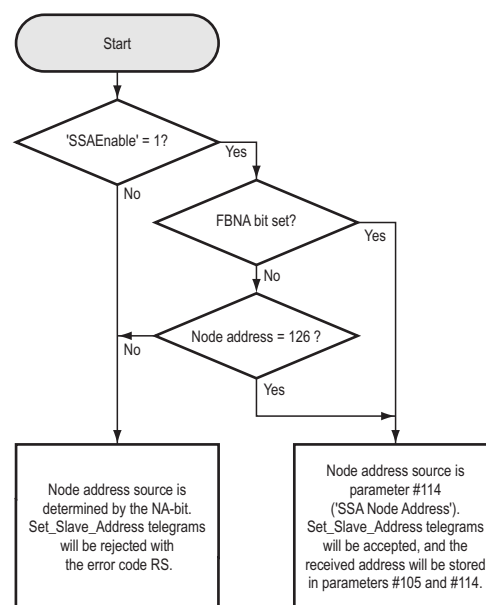 Start
'SSAEnable' = 1?
Yes
No
FBNA bit set?
Yes
No
Node address = 126 ?
No
Yes
Node address source is
determined by the NA-bit.
Set_Slave_Address telegrams
will be rejected with
the error code RS.
Node address source is
parameter #114
('SSA Node Address').
Set_Slave_Address telegrams
will be accepted, and the
received address will be stored
in parameters #105 and #114.